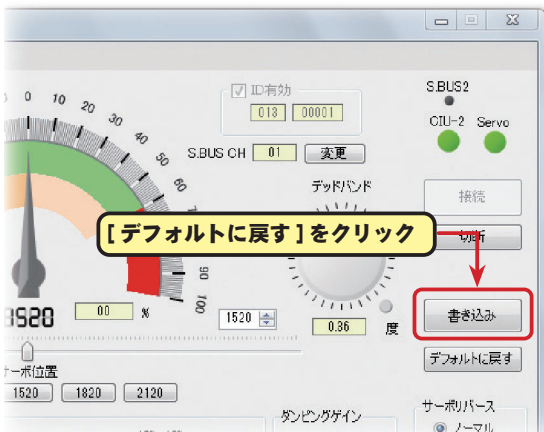 0 10 20 30 40 50 60 90 100
ID有効
013 00001
S.BUS CH 01 変更
S.BUS2
CIU-2 Servo
デッドバンド
接続
[デフォルトに戻す]をクリック
切断
1520
00 %
1520
0.36 度
書き込み
デフォルトに戻す
ーボ位置
1520 1820 2120
ダンピングゲイン
サーボリバース
ノーマル